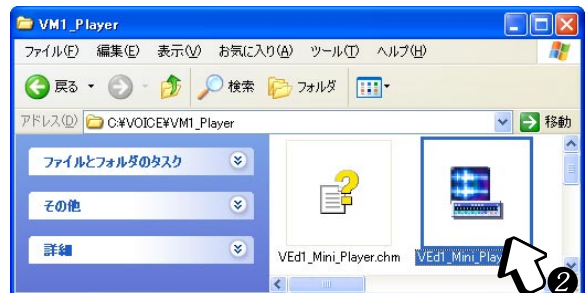 VM1_Player
ファイル(F) 編集(E) 表示(V) お気に入り(A) ツール(T) ヘルプ(H)
戻る 検索 フォルダ
アドレス(D) C:¥VOICE¥VM1_Player 移動
ファイルとフォルダのタスク
その他
詳細
VEd1_Mini_Player.chm VEd1_Mini_Play
2